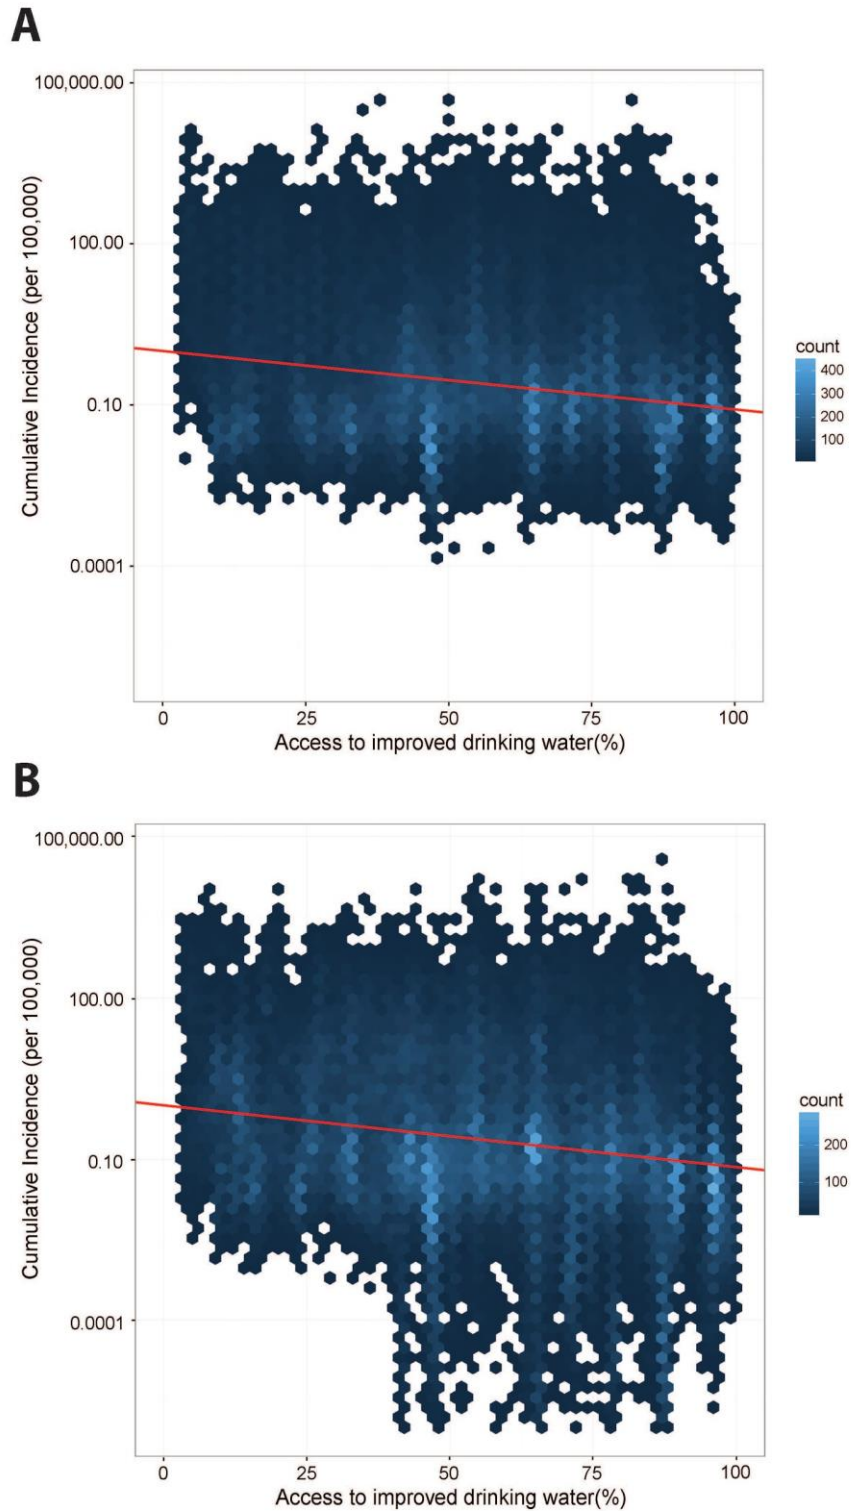 A
100,000.00
100.00
0.10
0.0001
Cumulative Incidence (per 100,000)
0 25 50 75 100
Access to improved drinking water(%)
count
400
300
200
100
B
100,000.00
100.00
0.10
0.0001
Cumulative Incidence (per 100,000)
0 25 50 75 100
Access to improved drinking water(%)
count
200
100